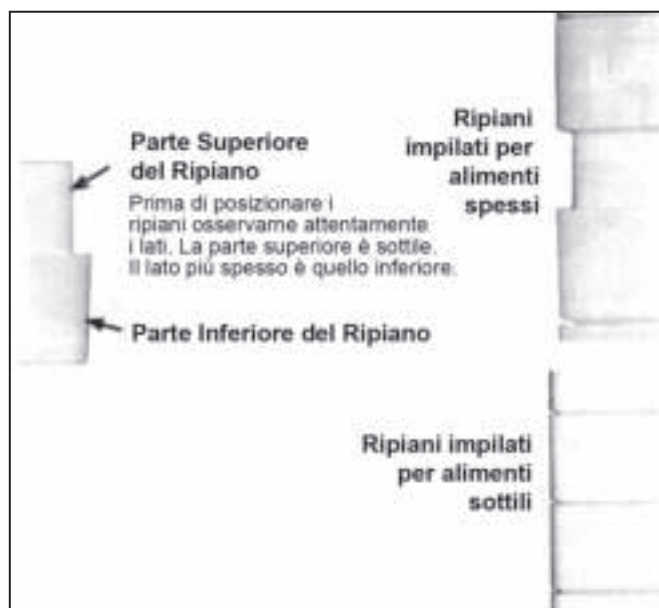 Parte Superiore
del Ripiano
Prima di posizionare i
ripiani osservarne attentamente
i lati. La parte superiore è sottile.
Il lato più spesso è quello inferiore.
Parte Inferiore del Ripiano
Ripiani
impilati per
alimenti
spessi
Ripiani impilati
per alimenti
sottili